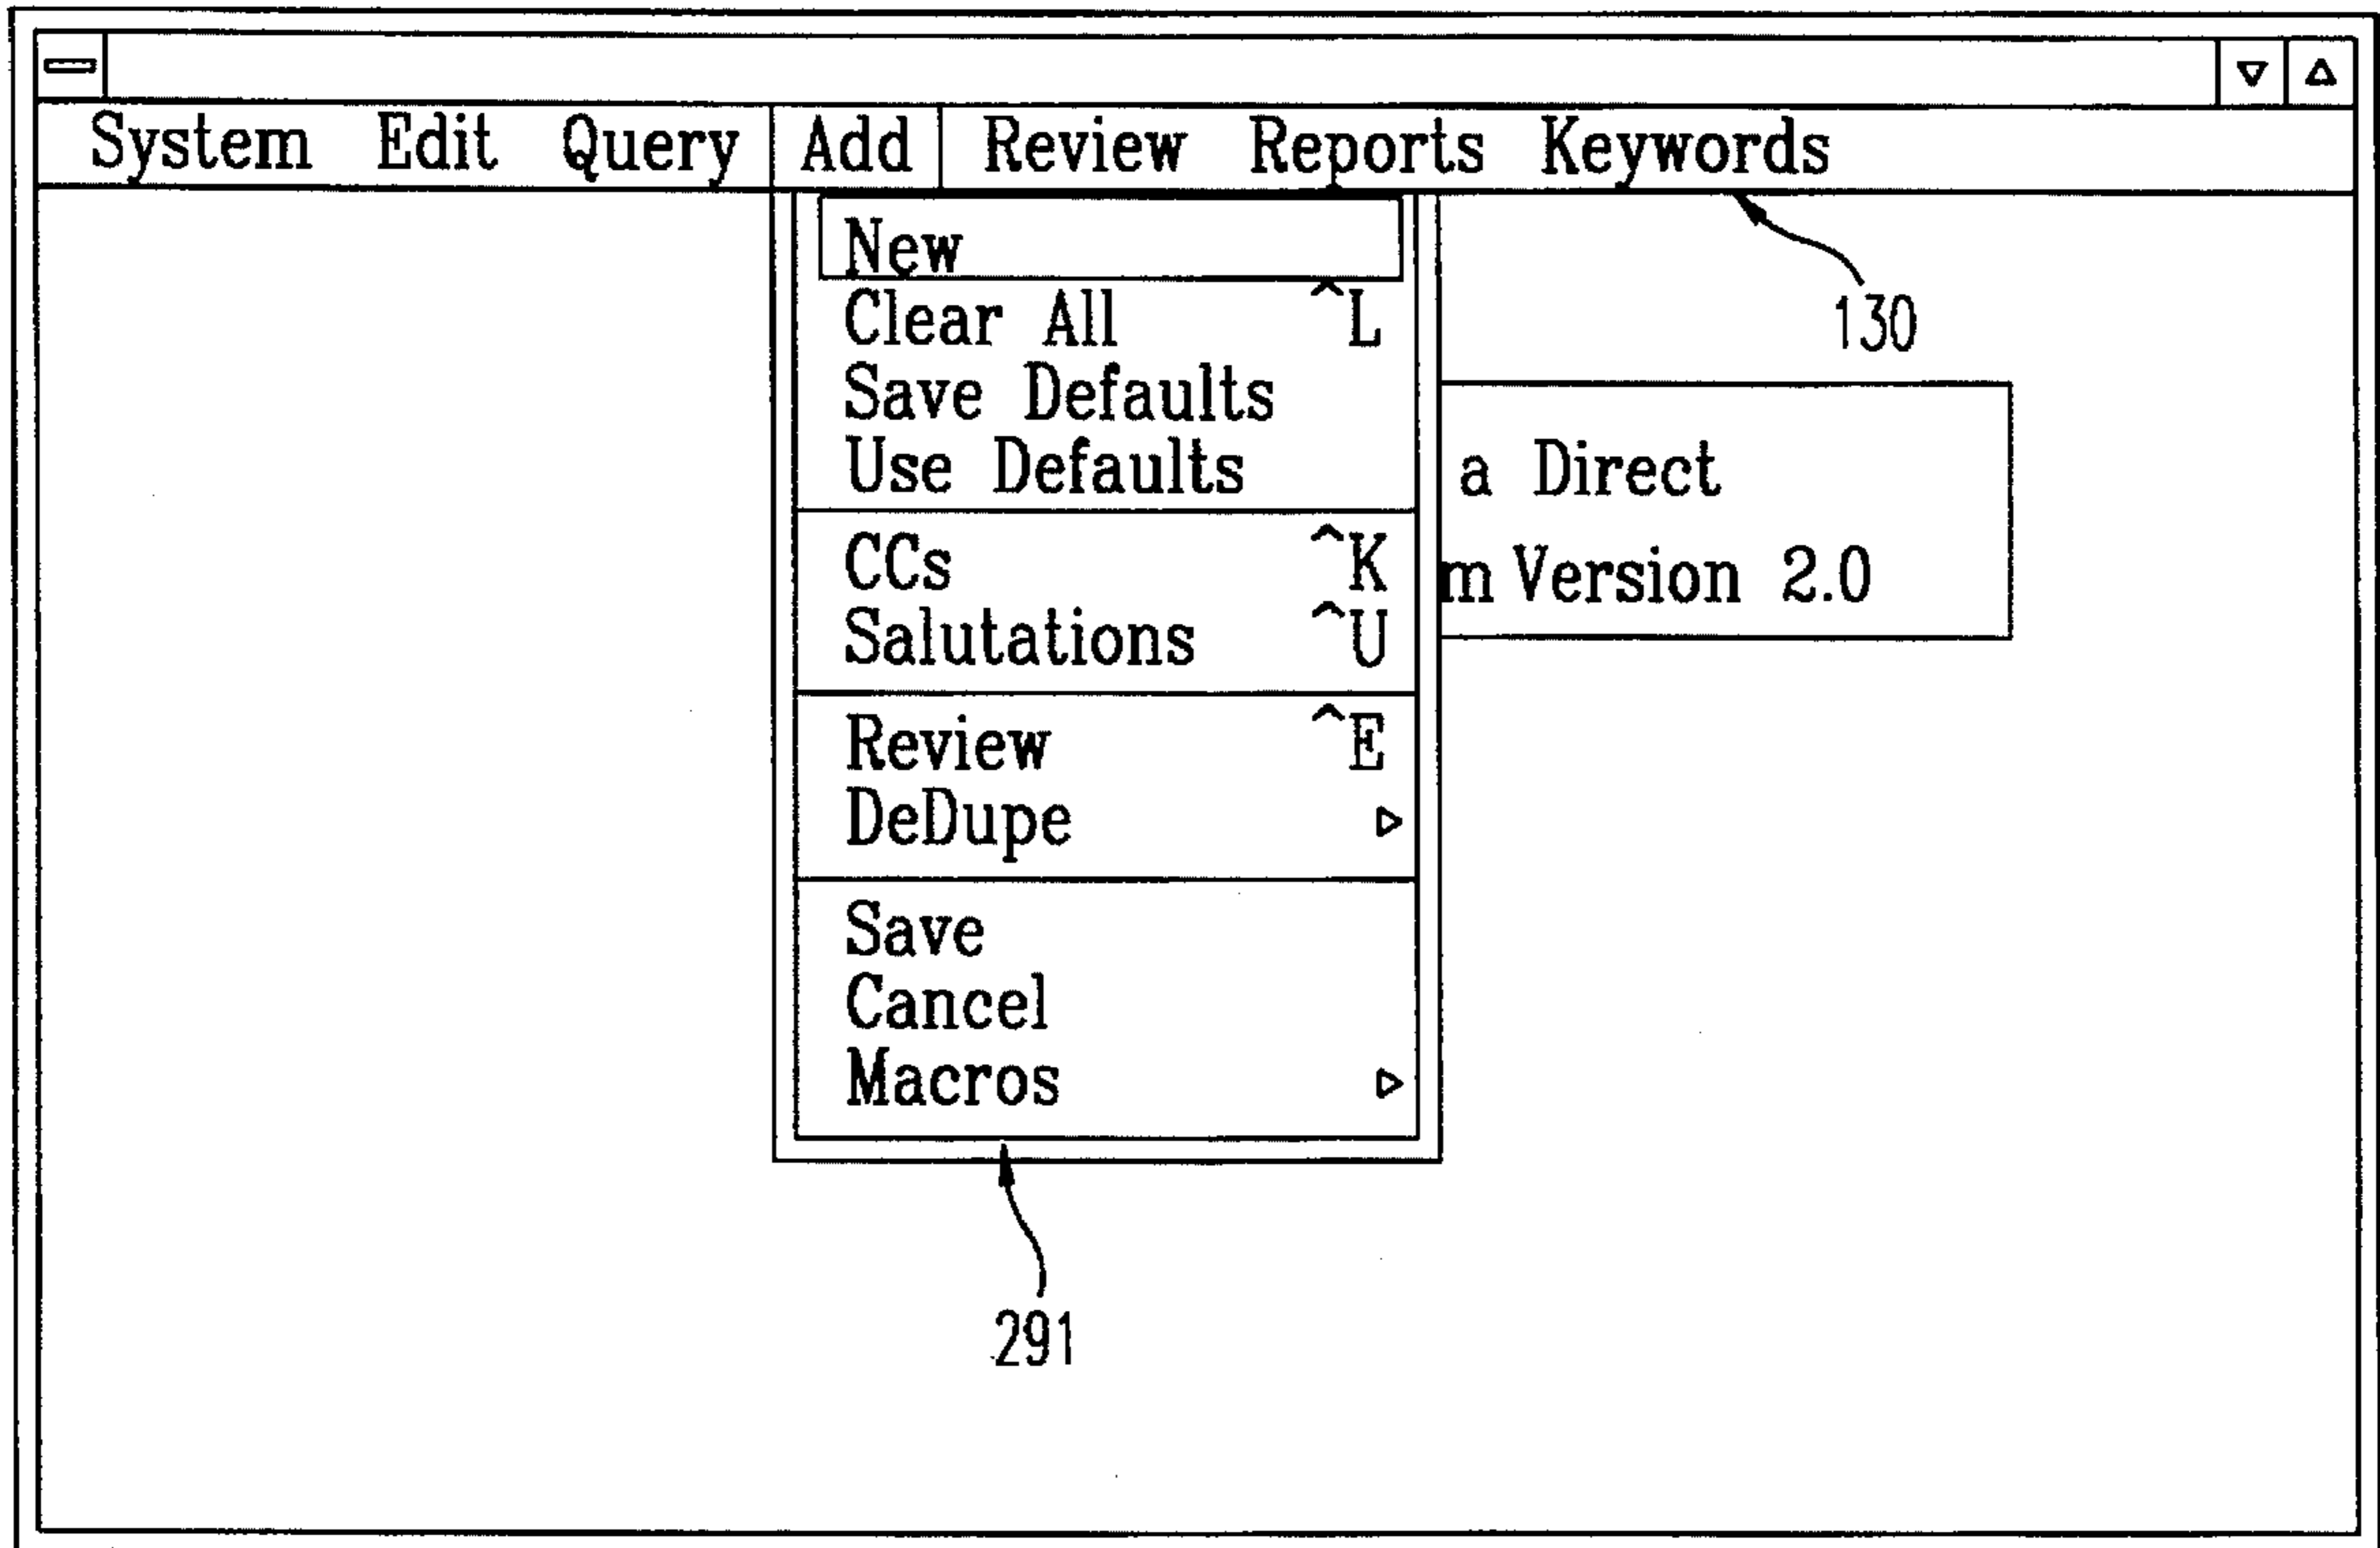 System Edit Query Add Review Reports Keywords
New
Clear All ^L
Save Defaults
Use Defaults
CCs ^K
Salutations ^U
Review ^E
DeDupe
Save
Cancel
Macros
130
a Direct
m Version 2.0
291